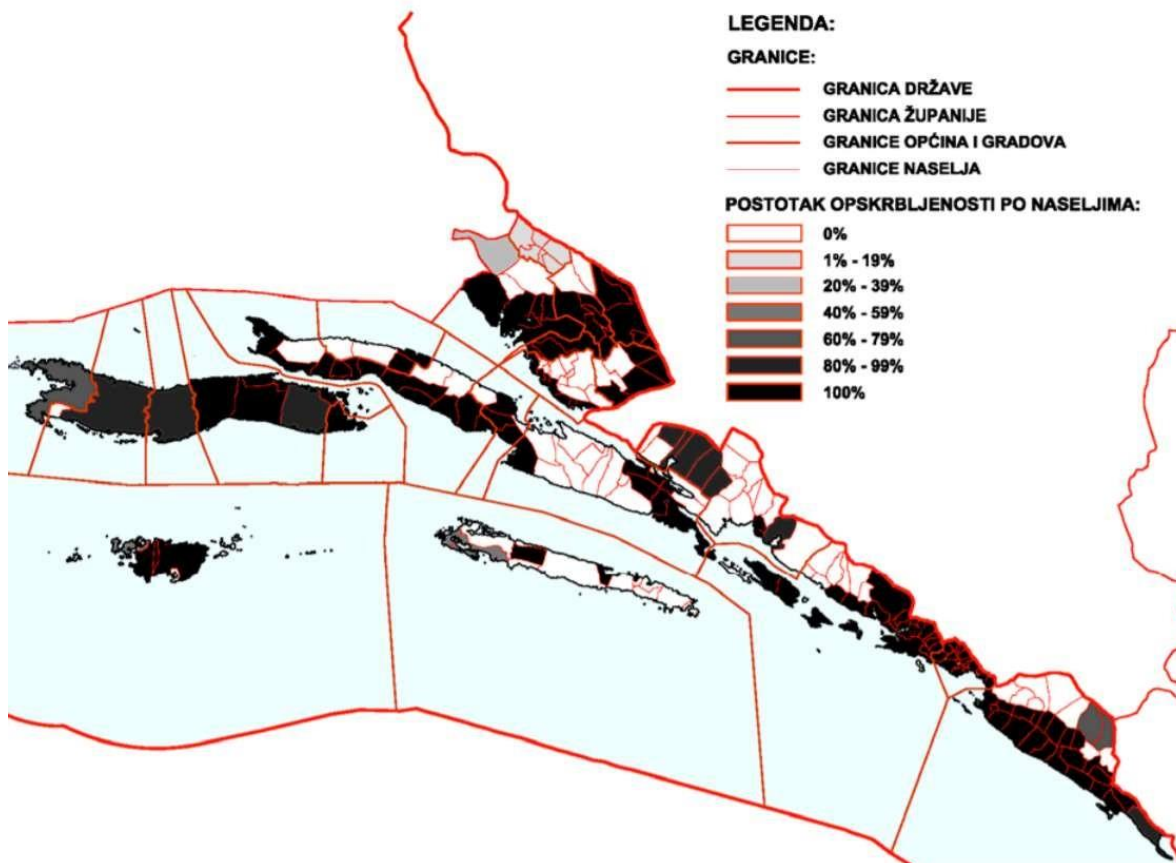 LEGENDA:
GRANICE:
GRANICA DRŽAVE
GRANICA ŽUPANIJE
GRANICE OPĆINA I GRADOVA
GRANICE NASELJA
POSTOTAK OPSKRBLJENOSTI PO NASELJIMA:
0%
1% - 19%
20% - 39%
40% - 59%
60% - 79%
80% - 99%
100%